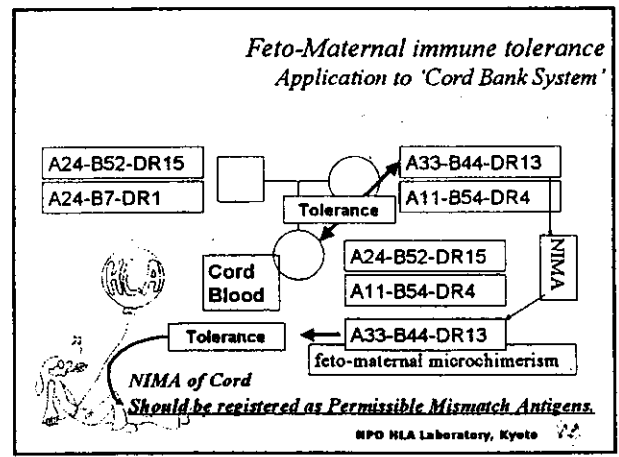 Feto-Maternal immune tolerance
Application to 'Cord Bank System'
A24-B52-DR15
A24-B7-DR1
A33-B44-DR13
A11-B54-DR4
Tolerance
Cord
Blood
A24-B52-DR15
A11-B54-DR4
NIMA
A33-B44-DR13
feto-maternal microchimerism
Tolerance
HLA
NIMA of Cord
Should be registered as Permissible Mismatch Antigens.
NPO HLA Laboratory, Kyoto